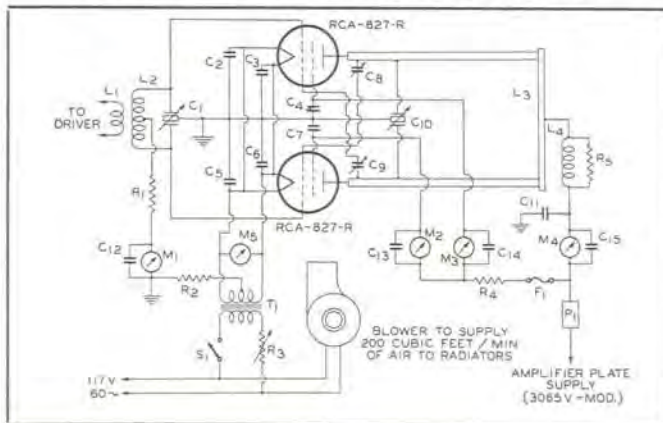 RCA-827-R
L1
L2
TO
DRIVER
C1
C2
C3
C4
C7
C6
C5
C8
C10
C9
L3
L4
R5
RCA-827-R
R1
C12
M1
R2
M5
T1
S1
R3
C11
M2
C13
M3
C14
M4
C15
R4
F1
P1
BLOWER TO SUPPLY
200 CUBIC FEET / MIN
OF AIR TO RADIATORS
117 V
60 ~
AMPLIFIER PLATE
SUPPLY
(3065 V - MOD.)